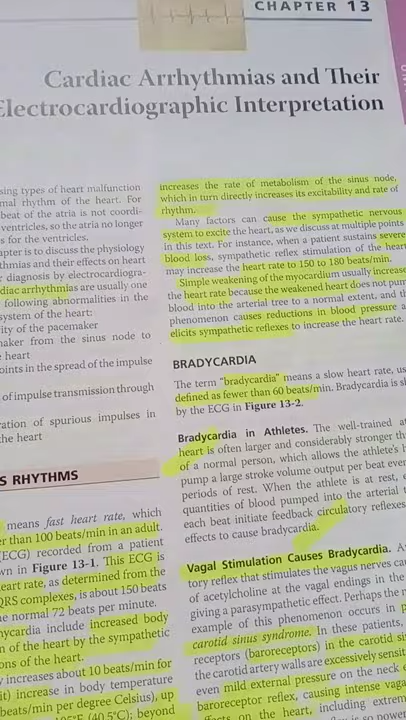 CHAPTER 13
Cardiac Arrhythmias and Their
Electrocardiographic Interpretation
sing types of heart malfunction
mal rhythm of the heart. For
beat of the atria is not coordi-
ventricles, so the atria no longer
s for the ventricles.
apter is to discuss the physiology
thmias and their effects on heart
r diagnosis by electrocardiogra-
diac arrhythmias are usually one
following abnormalities in the
system of the heart:
ity of the pacemaker
maker from the sinus node to
e heart
oints in the spread of the impulse
of impulse transmission through
ration of spurious impulses in
the heart
S RHYTHMS
means fast heart rate, which
er than 100 beats/min in an adult.
(ECG) recorded from a patient
wn in Figure 13-1. This ECG is
eart rate, as determined from the
QRS complexes, is about 150 beats
he normal 72 beats per minute.
hycardia include increased body
n of the heart by the sympathetic
ons of the heart.
y increases about 10 beats/min for
it) increase in body temperature
beats/min per degree Celsius), up
105°F (40.5°C); beyond
increases the rate of metabolism of the sinus node,
which in turn directly increases its excitability and rate of
rhythm.
Many factors can cause the sympathetic nervous
system to excite the heart, as we discuss at multiple points
in this text. For instance, when a patient sustains severe
blood loss, sympathetic reflex stimulation of the heart
may increase the heart rate to 150 to 180 beats/min.
Simple weakening of the myocardium usually increase
the heart rate because the weakened heart does not pum
blood into the arterial tree to a normal extent, and th
phenomenon causes reductions in blood pressure a
elicits sympathetic reflexes to increase the heart rate.
BRADYCARDIA
The term “bradycardia” means a slow heart rate, us
defined as fewer than 60 beats/min. Bradycardia is sh
by the ECG in Figure 13-2.
Bradycardia in Athletes. The well-trained at
heart is often larger and considerably stronger th
of a normal person, which allows the athlete's h
pump a large stroke volume output per beat even
periods of rest. When the athlete is at rest, e
quantities of blood pumped into the arterial t
each beat initiate feedback circulatory reflexes
effects to cause bradycardia.
Vagal Stimulation Causes Bradycardia. A
tory reflex that stimulates the vagus nerves ca
of acetylcholine at the vagal endings in the
giving a parasympathetic effect. Perhaps the m
example of this phenomenon occurs in p
carotid sinus syndrome. In these patients,
receptors (baroreceptors) in the carotid si
the carotid artery walls are excessively sensiti
even mild external pressure on the neck e
baroreceptor reflex, causing intense vaga
effects on the heart, including extrem